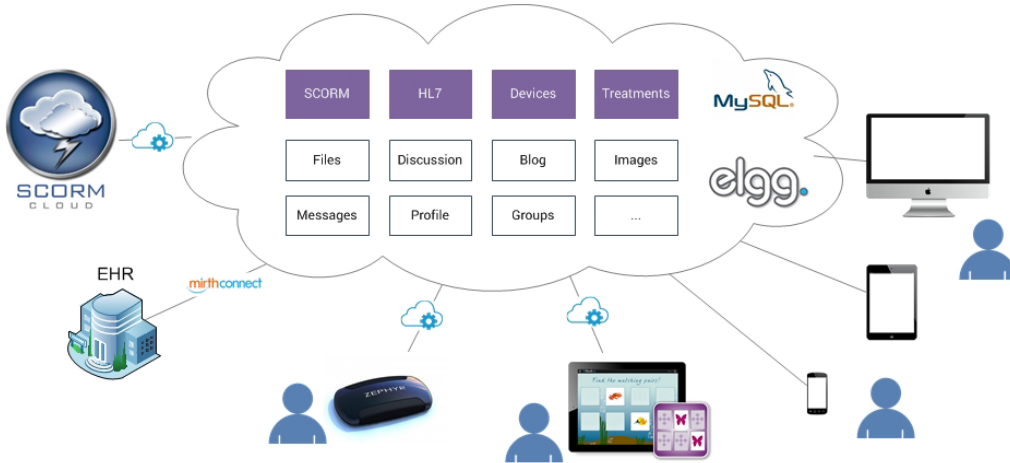 SCORM
HL7
Devices
Treatments
MySQL®
Files
Discussion
Blog
Images
elgg.
Messages
Profile
Groups
...
SCORM
CLOUD
EHR
mirthconnect
ZEPHYR
Find the matching pairs!